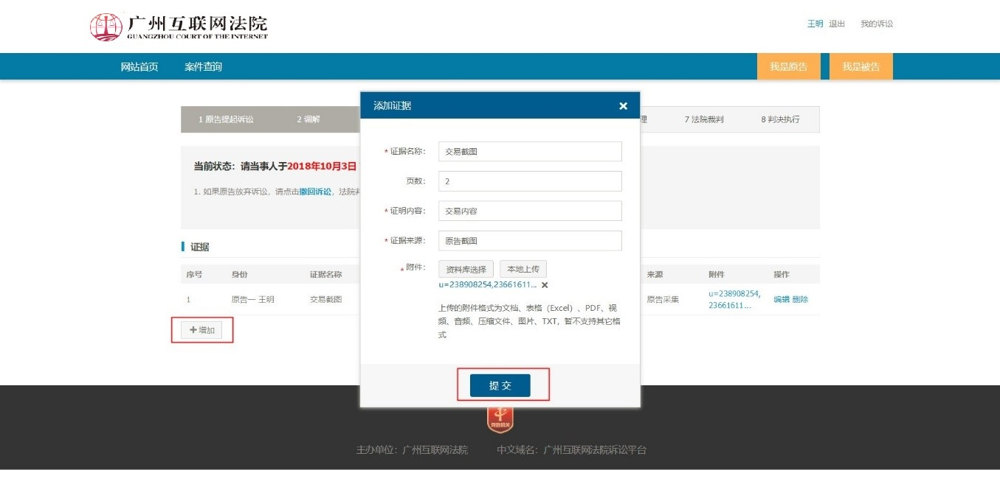 广州互联网法院
GUANGZHOU COURT OF THE INTERNET
王明 退出 我的诉讼
网站首页 案件查询 我是原告 我是被告
1 原告提起诉讼 2 调解 理 7 法院裁判 8 判决执行
当前状态：请当事人于2018年10月3日
1. 如果原告放弃诉讼，请点击撤回诉讼，法院判
证据
序号 身份 证据名称 来源 附件 操作
1 原告一 王明 交易截图 原告采集 u=238908254,
23661611... 编辑 删除
增加
添加证据
* 证据名称： 交易截图
页数： 2
* 证明内容： 交易内容
* 证据来源： 原告截图
* 附件： 资料库选择 本地上传
u=238908254,23661611...
上传的附件格式为文档、表格（Excel）、PDF、视
频、音频、压缩文件、图片、TXT，暂不支持其它格
式
提 交
党政机关
主办单位：广州互联网法院 中文域名：广州互联网法院诉讼平台